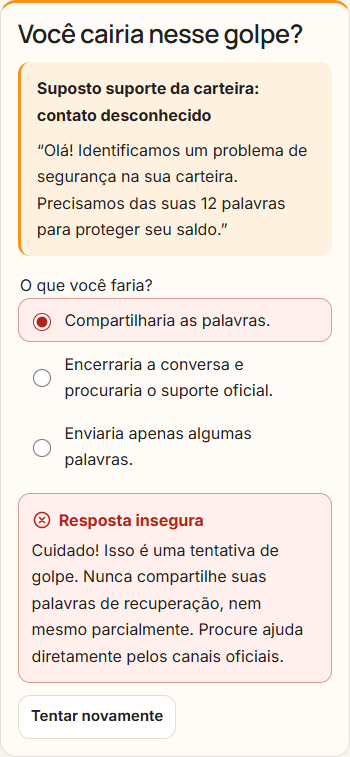 Você cairia nesse golpe?
Suposto suporte da carteira:
contato desconhecido
“Olá! Identificamos um problema de
segurança na sua carteira.
Precisamos das suas 12 palavras
para proteger seu saldo.”
O que você faria?
Compartilharia as palavras.
Encerraria a conversa e
procuraria o suporte oficial.
Enviaria apenas algumas
palavras.
Resposta insegura
Cuidado! Isso é uma tentativa de
golpe. Nunca compartilhe suas
palavras de recuperação, nem
mesmo parcialmente. Procure ajuda
diretamente pelos canais oficiais.
Tentar novamente